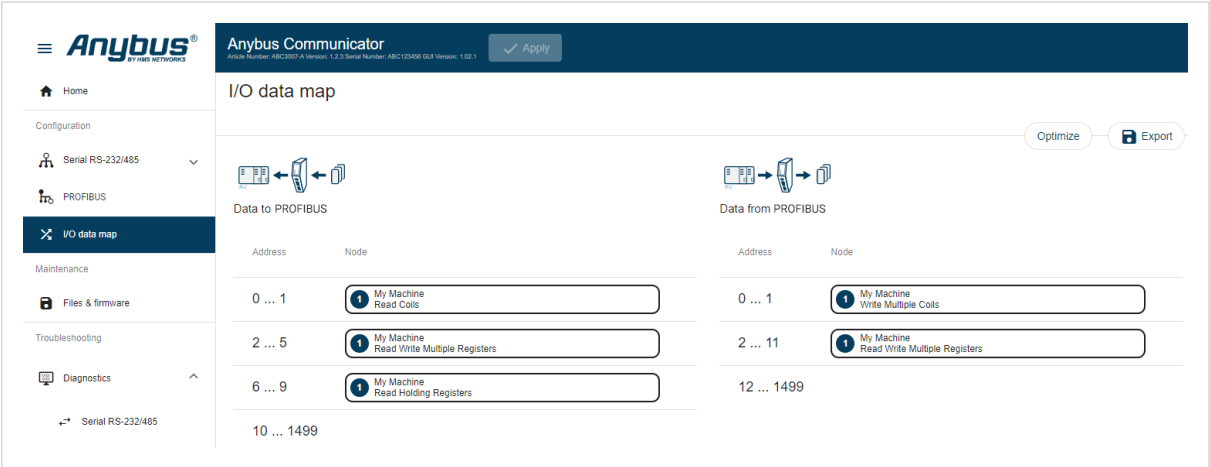 Anybus®
BY HMS NETWORKS
Anybus Communicator
Article Number: ABC3007-A Version: 1.2.3 Serial Number: ABC123456 GUI Version: 1.02.1
Apply
Home
Configuration
Serial RS-232/485
PROFIBUS
I/O data map
Maintenance
Files & firmware
Troubleshooting
Diagnostics
Serial RS-232/485
I/O data map
Optimize
Export
Data to PROFIBUS
Address Node
0 ... 1
1 My Machine
Read Coils
2 ... 5
1 My Machine
Read Write Multiple Registers
6 ... 9
1 My Machine
Read Holding Registers
10 ... 1499
Data from PROFIBUS
Address Node
0 ... 1
1 My Machine
Write Multiple Coils
2 ... 11
1 My Machine
Read Write Multiple Registers
12 ... 1499